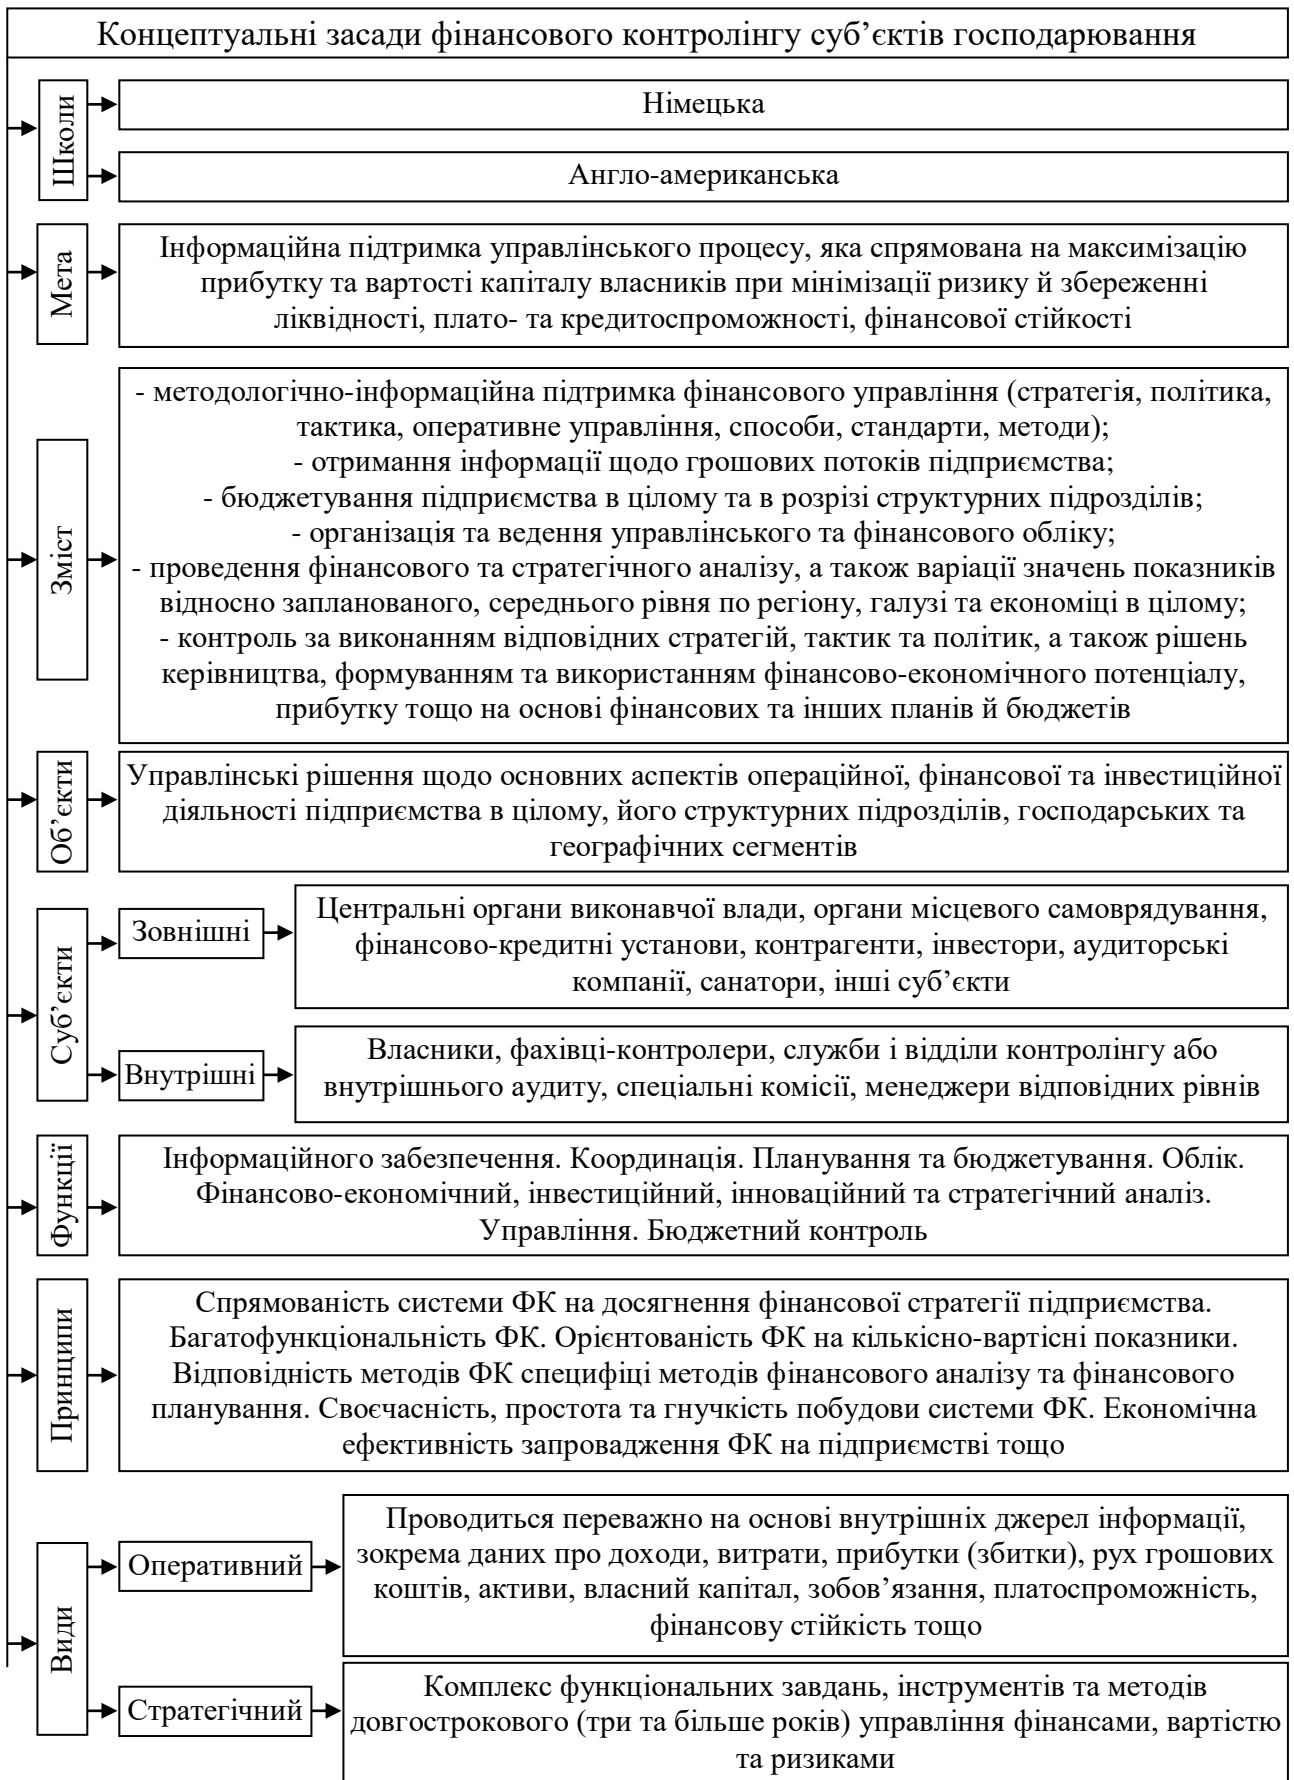 Концептуальні засади фінансового контролінгу суб’єктів господарювання
Школи
Німецька
Англо-американська
Мета
Інформаційна підтримка управлінського процесу, яка спрямована на максимізацію
прибутку та вартості капіталу власників при мінімізації ризику й збереженні
ліквідності, плато- та кредитоспроможності, фінансової стійкості
Зміст
- методологічно-інформаційна підтримка фінансового управління (стратегія, політика,
тактика, оперативне управління, способи, стандарти, методи);
- отримання інформації щодо грошових потоків підприємства;
- бюджетування підприємства в цілому та в розрізі структурних підрозділів;
- організація та ведення управлінського та фінансового обліку;
- проведення фінансового та стратегічного аналізу, а також варіації значень показників
відносно запланованого, середнього рівня по регіону, галузі та економіці в цілому;
- контроль за виконанням відповідних стратегій, тактик та політик, а також рішень
керівництва, формуванням та використанням фінансово-економічного потенціалу,
прибутку тощо на основі фінансових та інших планів й бюджетів
Об’єкти
Управлінські рішення щодо основних аспектів операційної, фінансової та інвестиційної
діяльності підприємства в цілому, його структурних підрозділів, господарських та
географічних сегментів
Суб’єкти
Зовнішні
Центральні органи виконавчої влади, органи місцевого самоврядування,
фінансово-кредитні установи, контрагенти, інвестори, аудиторські
компанії, санатори, інші суб’єкти
Внутрішні
Власники, фахівці-контролери, служби і відділи контролінгу або
внутрішнього аудиту, спеціальні комісії, менеджери відповідних рівнів
Функції
Інформаційного забезпечення. Координація. Планування та бюджетування. Облік.
Фінансово-економічний, інвестиційний, інноваційний та стратегічний аналіз.
Управління. Бюджетний контроль
Принципи
Спрямованість системи ФК на досягнення фінансової стратегії підприємства.
Багатофункціональність ФК. Орієнтованість ФК на кількісно-вартісні показники.
Відповідність методів ФК специфіці методів фінансового аналізу та фінансового
планування. Своєчасність, простота та гнучкість побудови системи ФК. Економічна
ефективність запровадження ФК на підприємстві тощо
Види
Оперативний
Проводиться переважно на основі внутрішніх джерел інформації,
зокрема даних про доходи, витрати, прибутки (збитки), рух грошових
коштів, активи, власний капітал, зобов’язання, платоспроможність,
фінансову стійкість тощо
Стратегічний
Комплекс функціональних завдань, інструментів та методів
довгострокового (три та більше років) управління фінансами, вартістю
та ризиками